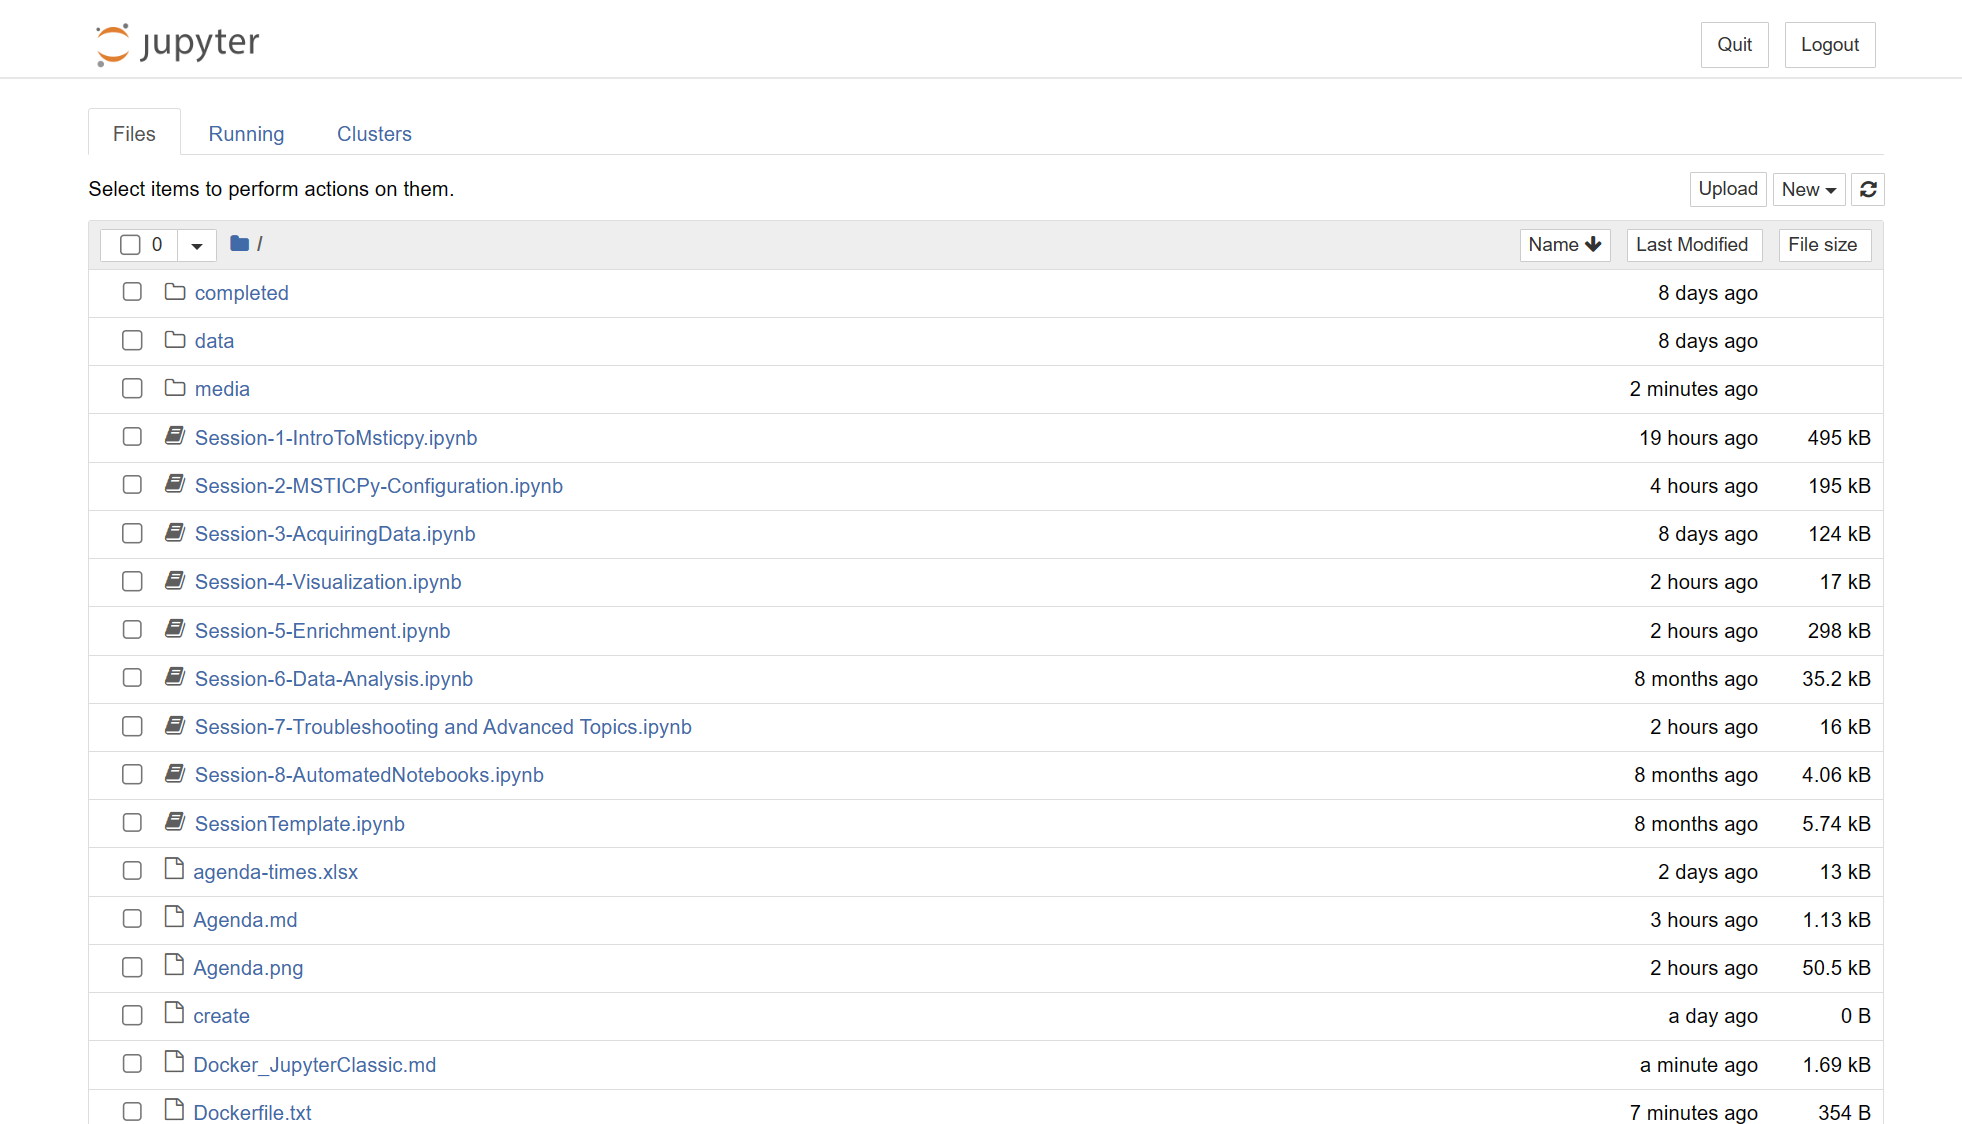 jupyter
Quit Logout
Files Running Clusters
Select items to perform actions on them. Upload New
0 / Name Last Modified File size
completed 8 days ago
data 8 days ago
media 2 minutes ago
Session-1-IntroToMsticpy.ipynb 19 hours ago 495 kB
Session-2-MSTICPy-Configuration.ipynb 4 hours ago 195 kB
Session-3-AcquiringData.ipynb 8 days ago 124 kB
Session-4-Visualization.ipynb 2 hours ago 17 kB
Session-5-Enrichment.ipynb 2 hours ago 298 kB
Session-6-Data-Analysis.ipynb 8 months ago 35.2 kB
Session-7-Troubleshooting and Advanced Topics.ipynb 2 hours ago 16 kB
Session-8-AutomatedNotebooks.ipynb 8 months ago 4.06 kB
SessionTemplate.ipynb 8 months ago 5.74 kB
agenda-times.xlsx 2 days ago 13 kB
Agenda.md 3 hours ago 1.13 kB
Agenda.png 2 hours ago 50.5 kB
create a day ago 0 B
Docker_JupyterClassic.md a minute ago 1.69 kB
Dockerfile.txt 7 minutes ago 354 B